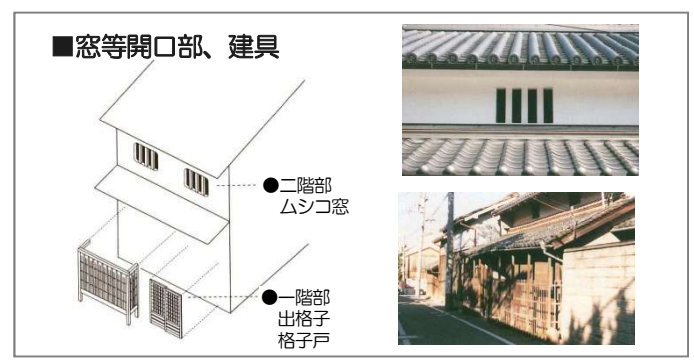 ■窓等開口部、建具
●二階部
ムシコ窓
●一階部
出格子
格子戸